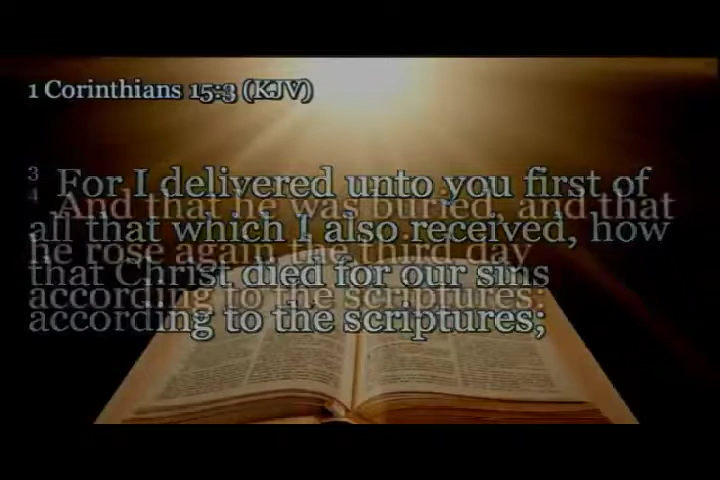 1 Corinthians 15:3 (KJV)
3 For I delivered unto you first of
all that which I also received, how
that Christ died for our sins
according to the scriptures;
4 And that he was buried, and that
he rose again the third day
according to the scriptures: